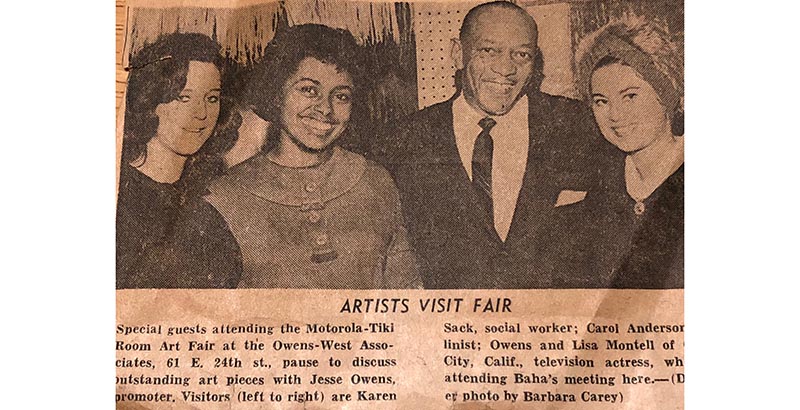 ARTISTS VISIT FAIR
Special guests attending the Motorola-Tiki
Room Art Fair at the Owens-West Asso-
ciates, 61 E. 24th st., pause to discuss
outstanding art pieces with Jesse Owens,
promoter. Visitors (left to right) are Karen
Sack, social worker; Carol Anderson
linist; Owens and Lisa Montell of
City, Calif., television actress, wh
attending Baha's meeting here.—(D
er photo by Barbara Carey)